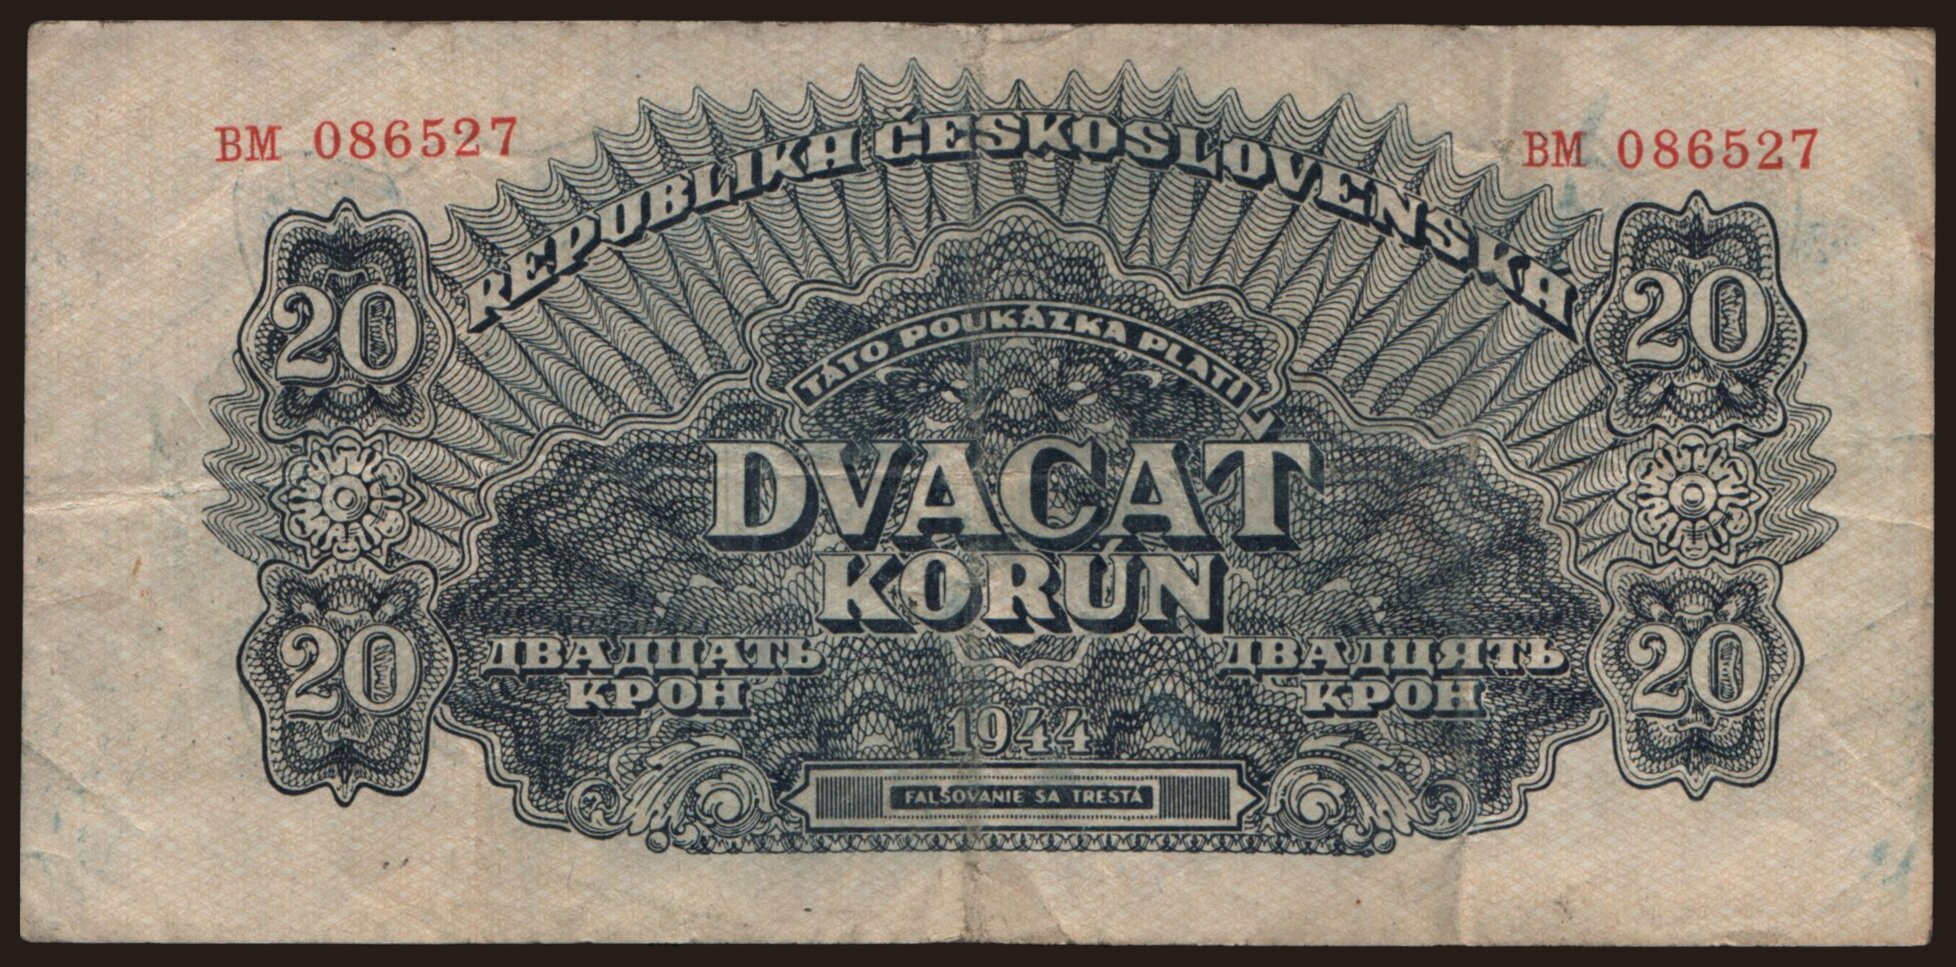 BM 086527
BM 086527
REPUBLIKA ČESKOSLOVENSKÁ
20
20
TÁTO POUKÁZKA PLATÍ
DVACAŤ
KORÚN
20
20
ДВАДЦАТЬ
КРОН
ДВАДЦЯТЬ
КРОН
1944
FALŠOVANIE SA TRESTÁ